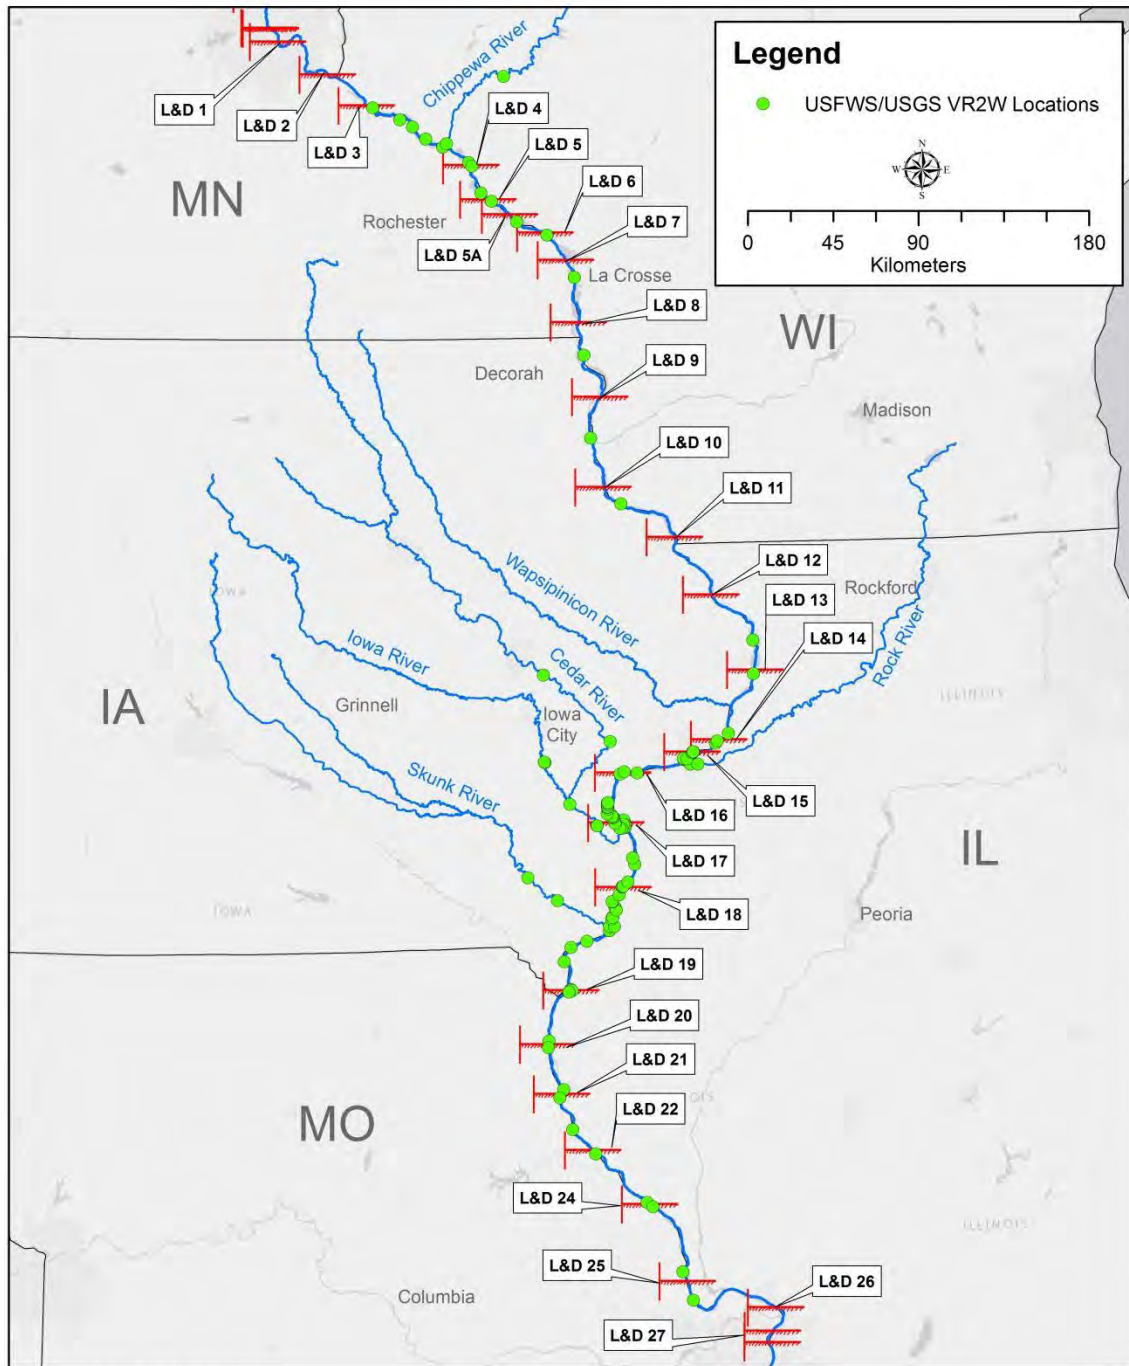 Legend
USFWS/USGS VR2W Locations
N
W E
S
0 45 90 180
Kilometers
Chippewa River
L&D 1
L&D 2
L&D 3
L&D 4
L&D 5
L&D 6
MN
Rochester
L&D 5A
L&D 7
La Crosse
L&D 8
WI
Decorah
L&D 9
Madison
L&D 10
L&D 11
L&D 12
Rockford
L&D 13
Wapsipinicon River
L&D 14
Rock River
IOWA
Iowa River
Cedar River
ILLINOIS
IA
Grinnell
Iowa
City
Skunk River
L&D 15
L&D 16
L&D 17
IL
L&D 18
IOWA
Peoria
L&D 19
L&D 20
L&D 21
L&D 22
MO
L&D 24
ILLINOIS
L&D 25
L&D 26
Columbia
L&D 27